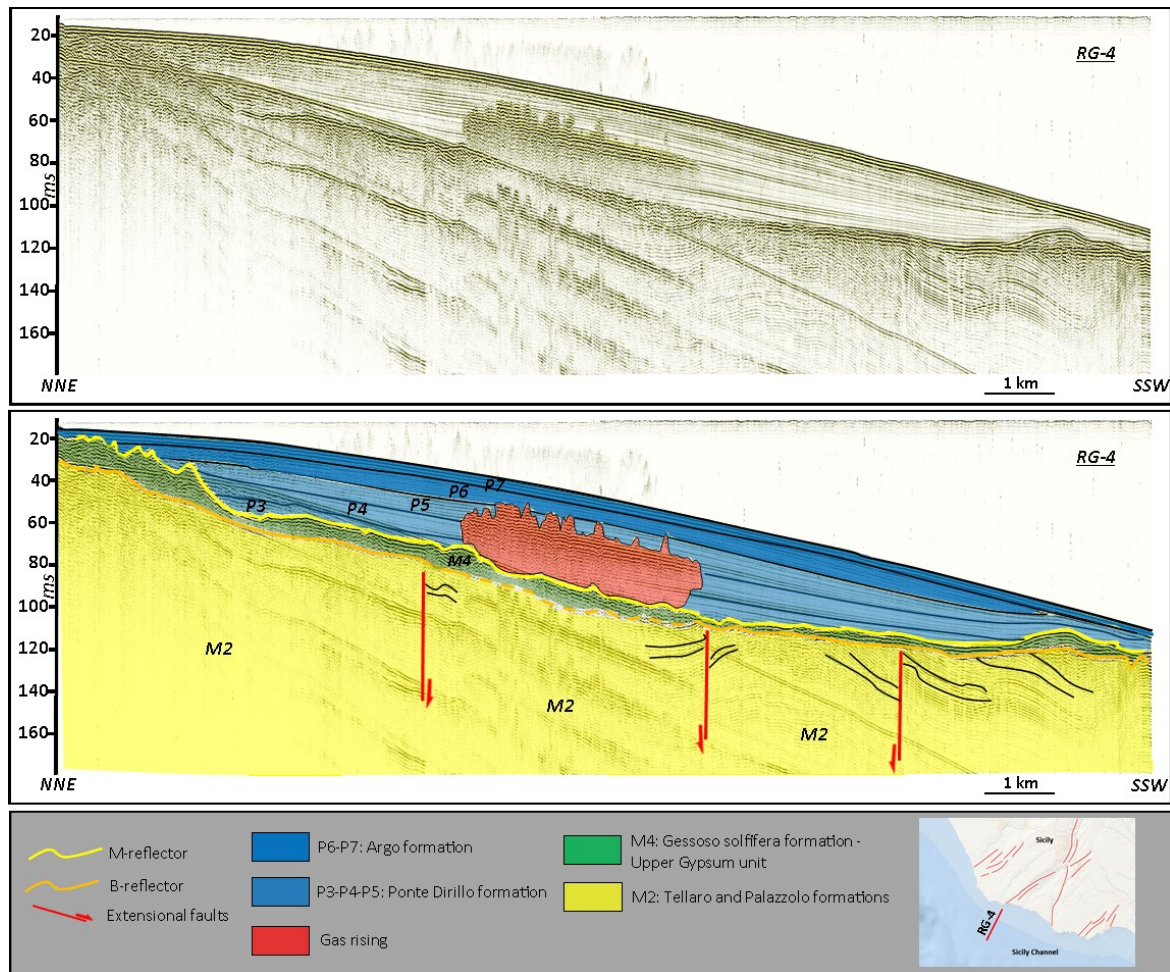 RG-4
20
40
60
80
ms
100
120
140
160
NNE
1 km
SSW
RG-4
20
40
60
80
ms
100
120
140
160
P3
P4
P5
P6
P7
M4
M2
M2
M2
NNE
1 km
SSW
M-reflector
B-reflector
Extensional faults
P6-P7: Argo formation
P3-P4-P5: Ponte Dirillo formation
Gas rising
M4: Gessoso solfifera formation -
Upper Gypsum unit
M2: Tellaro and Palazzolo formations
Sicily
RG-4
Sicily Channel